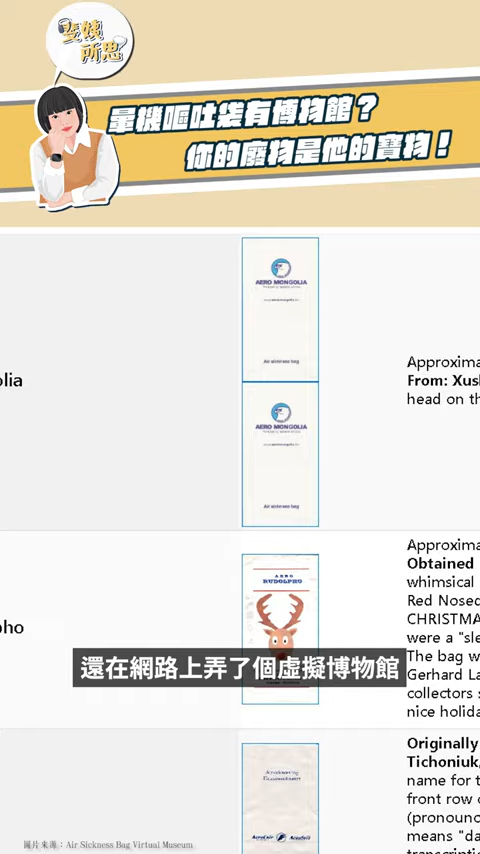 斐姨
所思
暈機嘔吐袋有博物館？
你的廢物是他的寶物！
AERO MONGOLIA
Air sickness bag
olia
Approxima
From: Xush
head on th
AERO MONGOLIA
Air sickness bag
Approxima
Obtained
whimsical
Red Nosed
CHRISTMA
were a "sle
The bag w
Gerhard La
collectors s
nice holida
AERO
RUDOLPHO
pho
還在網路上弄了個虛擬博物館
Originally
Tichoniuk,
name for t
front row o
(pronounc
means "da
transcriptio
圖片來源：Air Sickness Bag Virtual Museum